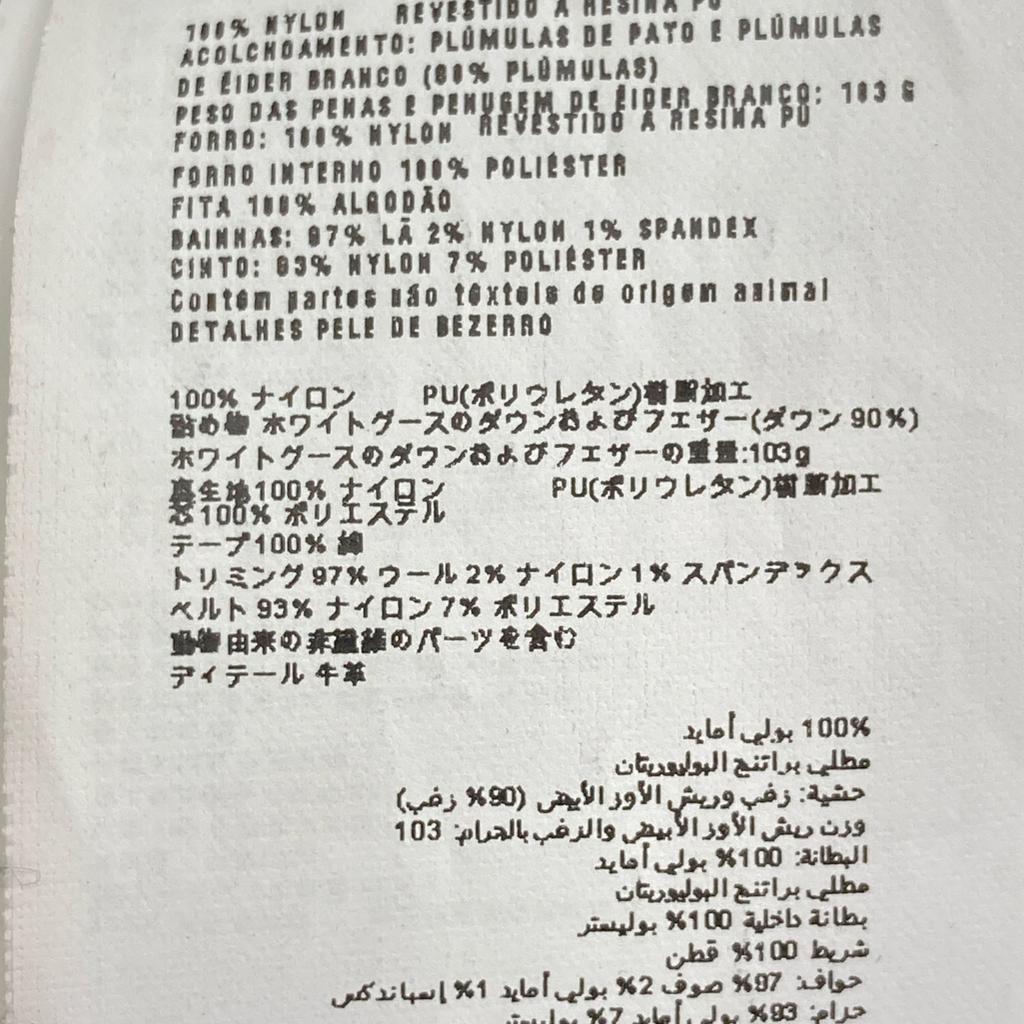 100% NYLON REVESTIDO A RESINA PU
ACOLCHOAMENTO: PLÚMULAS DE PATO E PLÚMULAS
DE ÉIDER BRANCO (90% PLÚMULAS)
PESO DAS PENAS E PENUGEM DE ÉIDER BRANCO: 103 G
FORRO: 100% NYLON REVESTIDO A RESINA PU
FORRO INTERNO 100% POLIÉSTER
FITA 100% ALGODÃO
BAINHAS: 97% LÃ 2% NYLON 1% SPANDEX
CINTO: 93% NYLON 7% POLIÉSTER
Contém partes não têxteis de origem animal
DETALHES PELE DE BEZERRO
100% ナイロン PU(ポリウレタン)樹脂加工
詰め物 ホワイトグースのダウンおよびフェザー(ダウン 90%)
ホワイトグースのダウンおよびフェザーの重量:103g
裏生地100% ナイロン PU(ポリウレタン)樹脂加工
芯100% ポリエステル
テープ100% 綿
トリミング 97% ウール 2% ナイロン 1% スパンデックス
ベルト 93% ナイロン 7% ポリエステル
動物由来の非繊維のパーツを含む
ディテール 牛革
100% بولي أمايد
مطلي براتنج البوليوريتان
حشية: زغب وريش الأوز الأبيض (90% زغب)
وزن ريش الأوز الأبيض والزغب بالجرام: 103
البطانة: 100% بولي أمايد
مطلي براتنج البوليوريتان
بطانة داخلية 100% بوليستر
شريط 100% قطن
حواف: 97% صوف 2% بولي أمايد 1% إسباندكس
حزام: 93% بولي أمايد 7% بوليستر